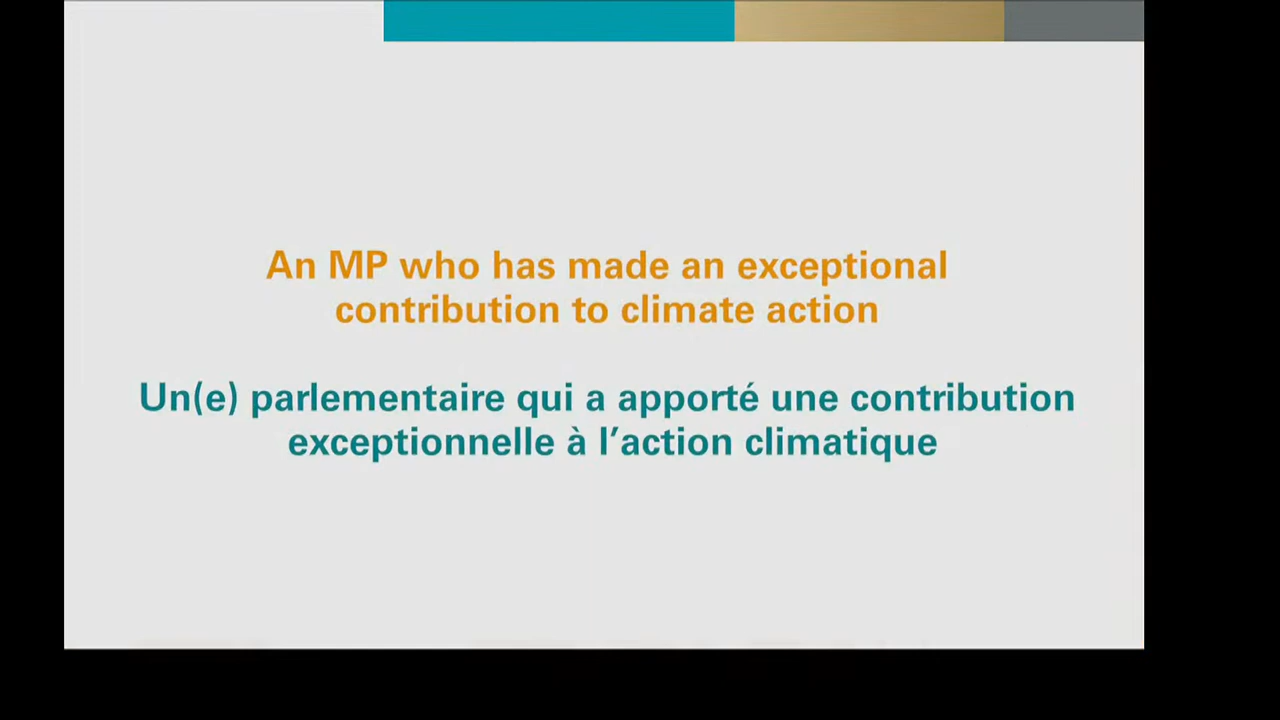 An MP who has made an exceptional
contribution to climate action
Un(e) parlementaire qui a apporté une contribution
exceptionnelle à l’action climatique